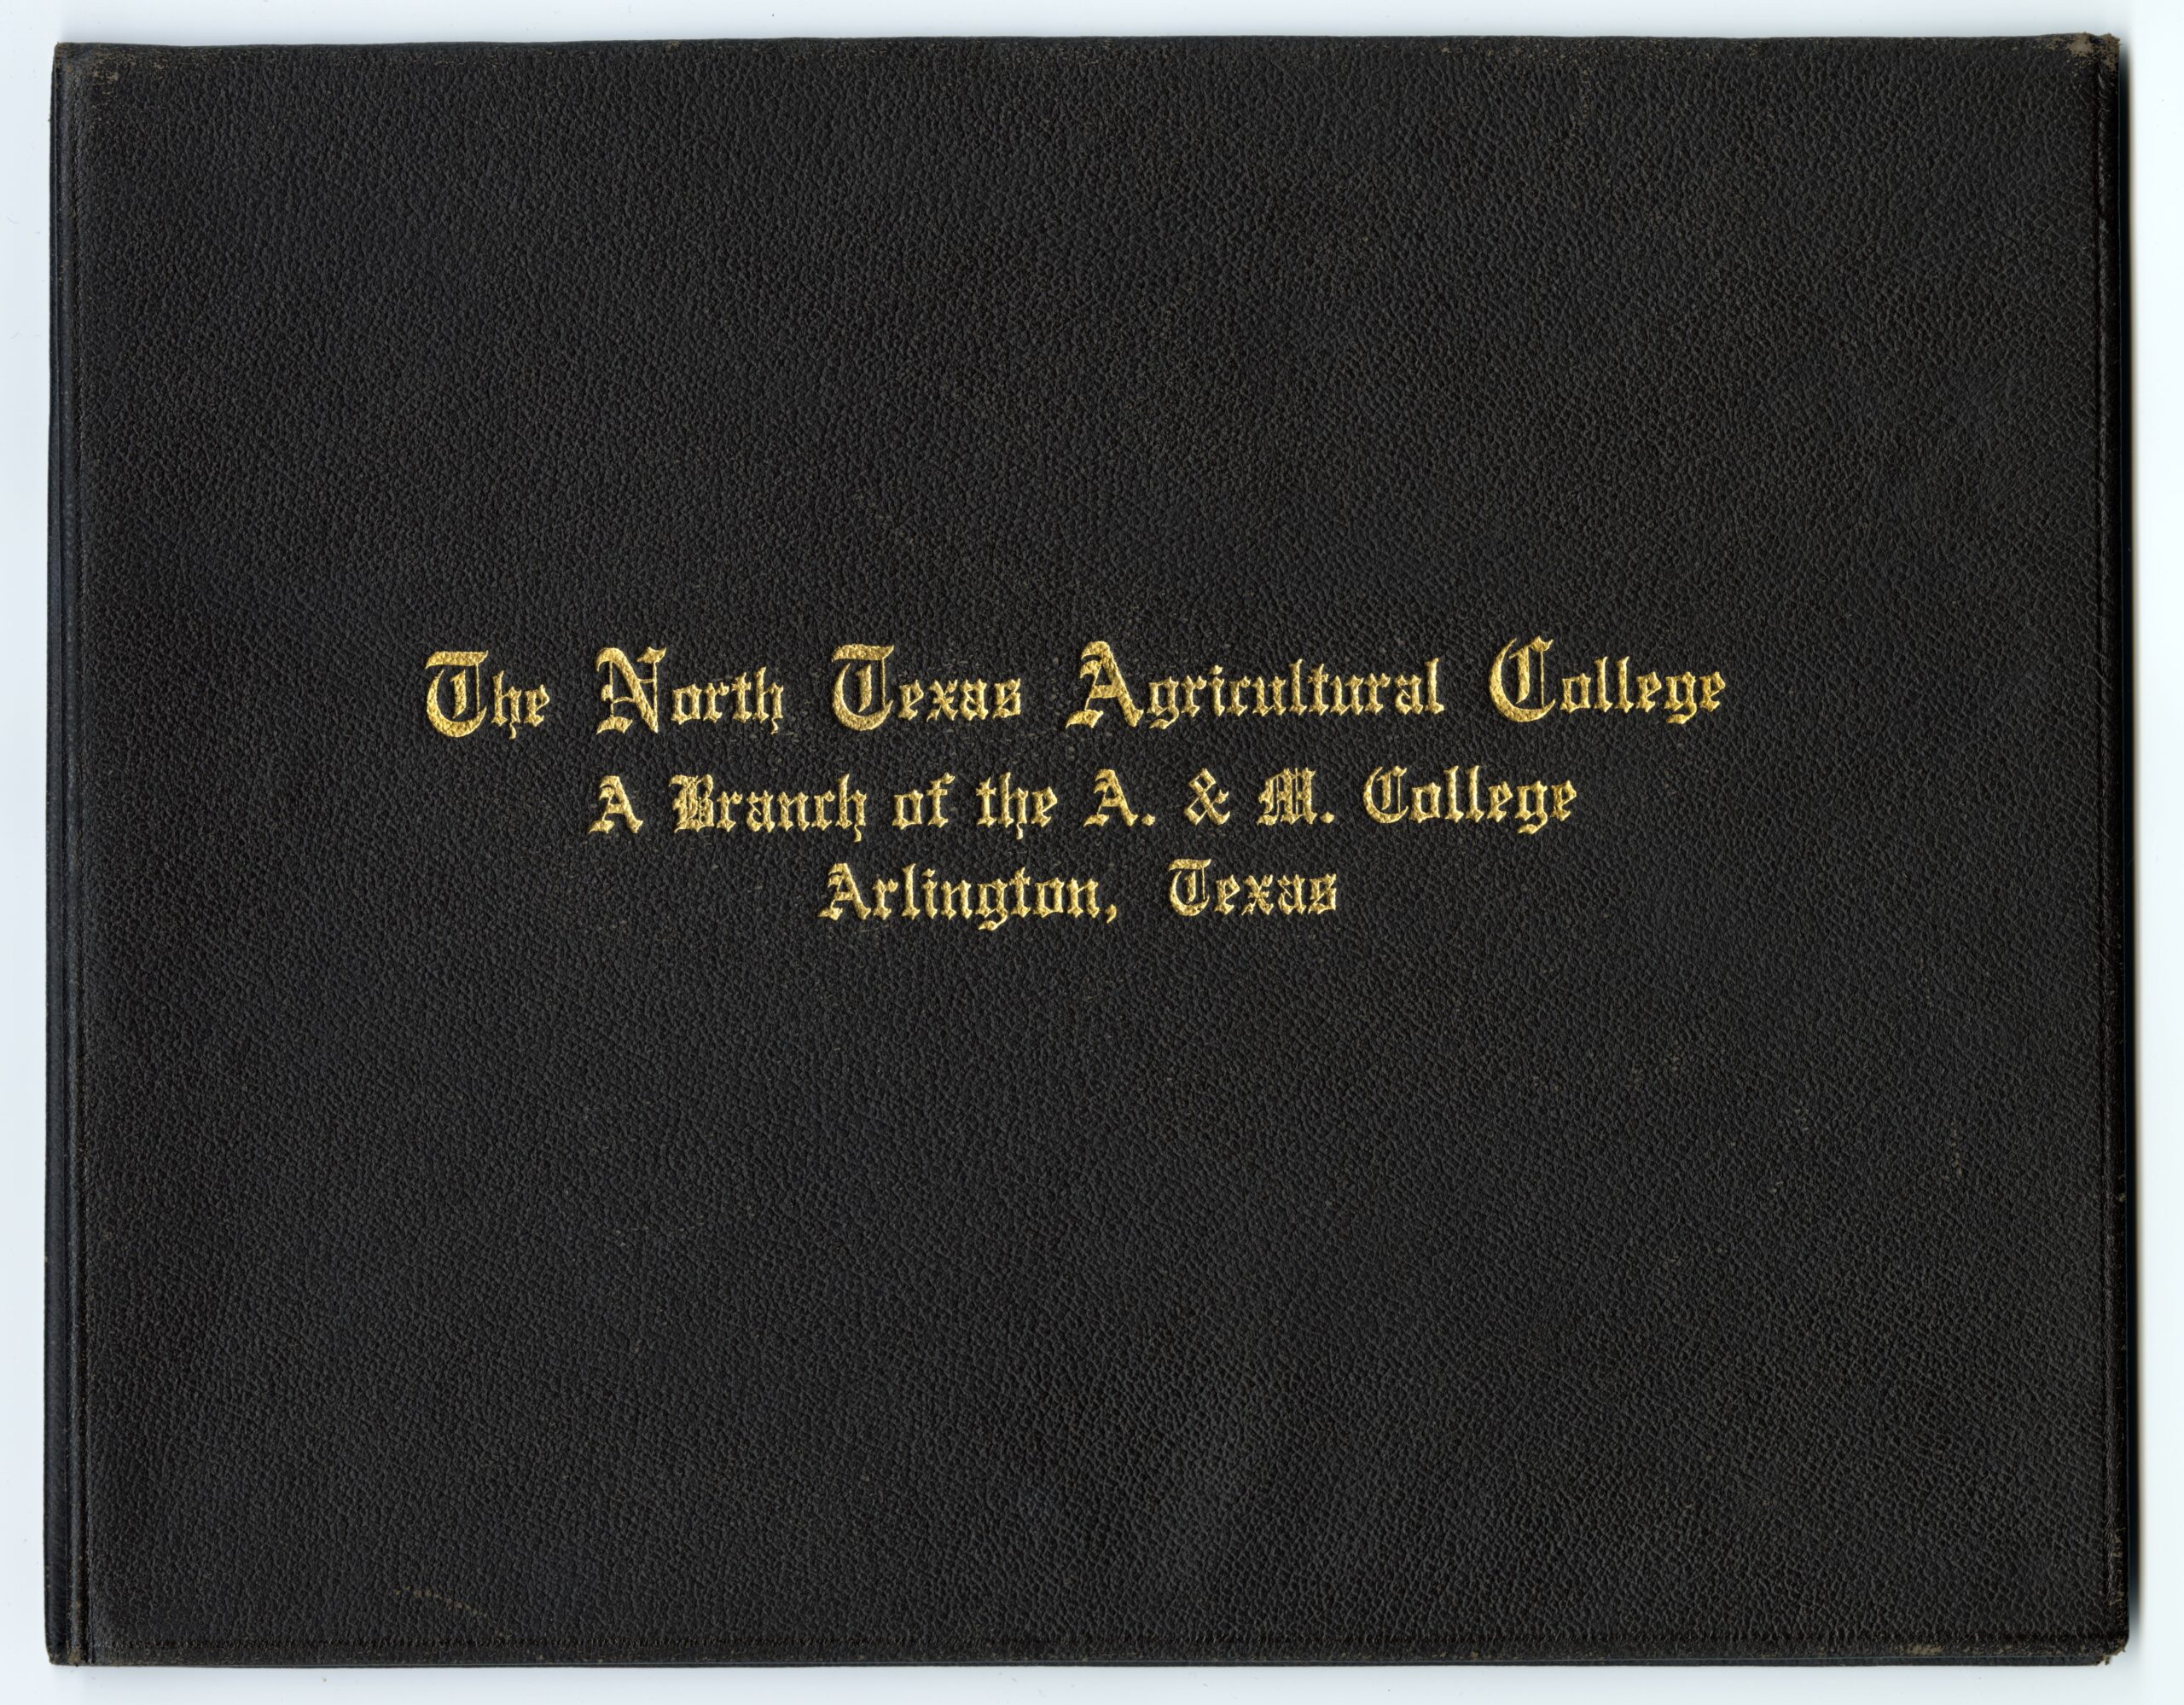 The North Texas Agricultural College
A Branch of the A. & M. College
Arlington, Texas